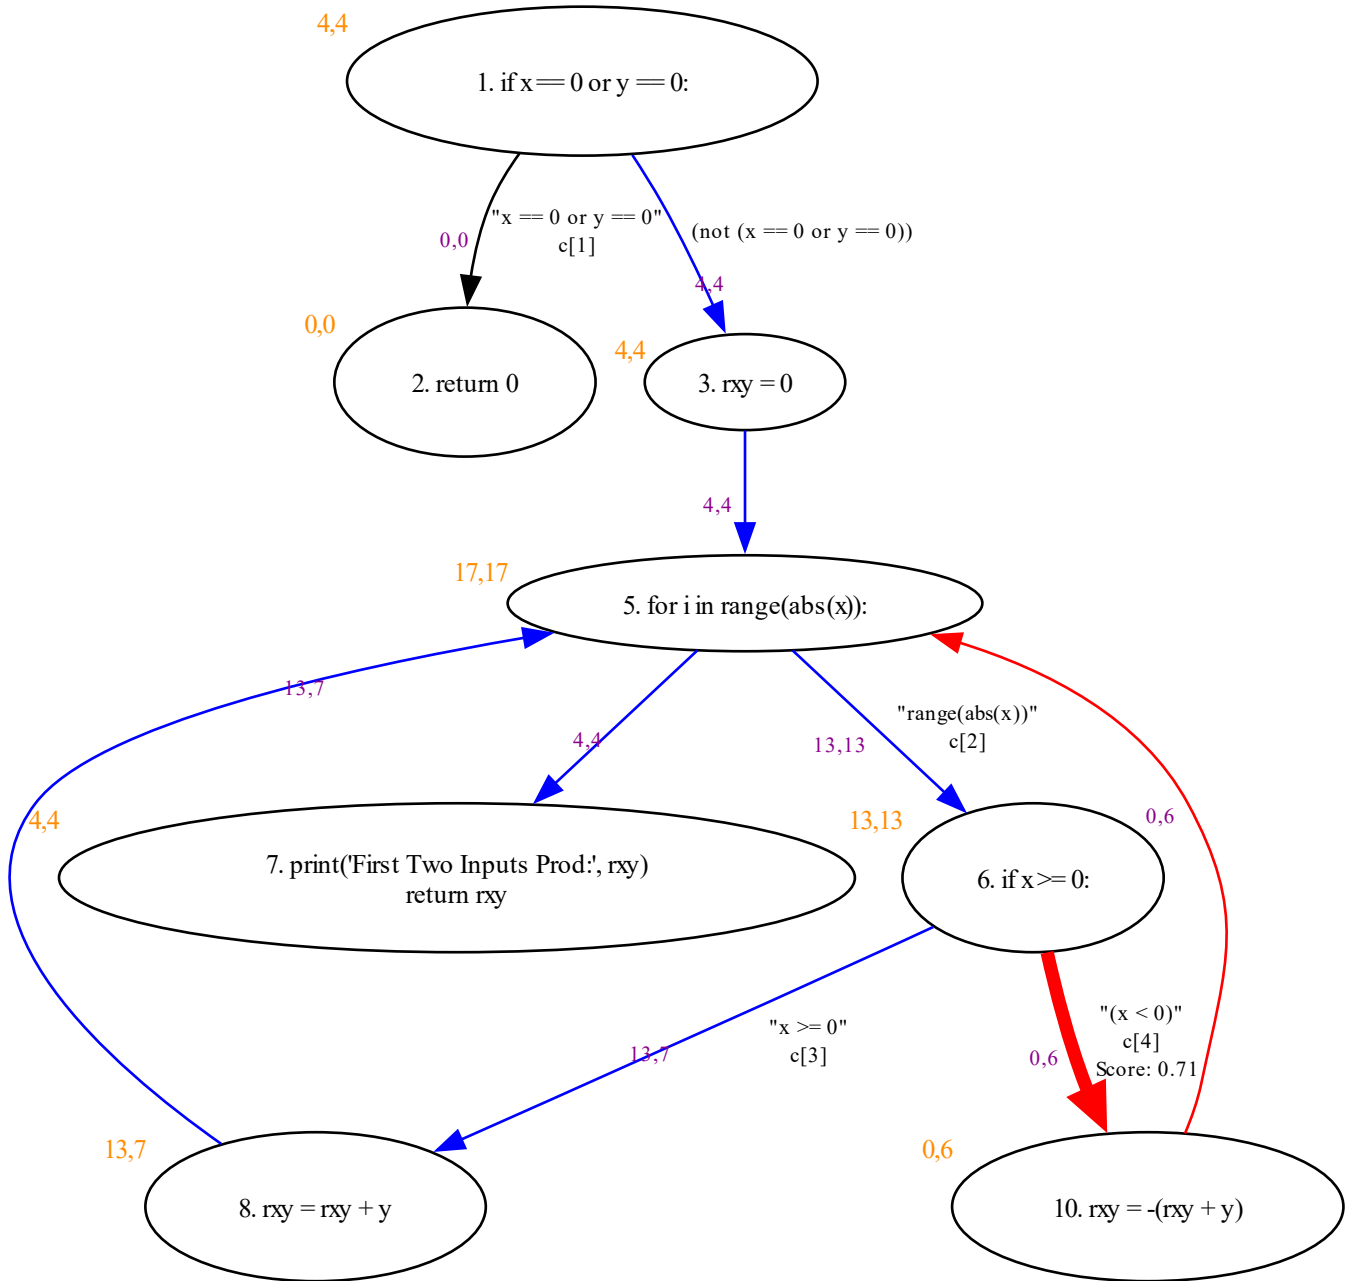 4,4
1. if x == 0 or y == 0:
"x == 0 or y == 0"
c[1]
0,0
(not (x == 0 or y == 0))
4,4
0,0
2. return 0
4,4
3. rxy = 0
4,4
17,17
5. for i in range(abs(x)):
13,7
4,4
"range(abs(x))"
c[2]
13,13
4,4
7. print('First Two Inputs Prod:', rxy)
return rxy
13,13
6. if x >= 0:
0,6
"x >= 0"
c[3]
13,7
"(x < 0)"
c[4]
Score: 0.71
0,6
13,7
8. rxy = rxy + y
0,6
10. rxy = -(rxy + y)